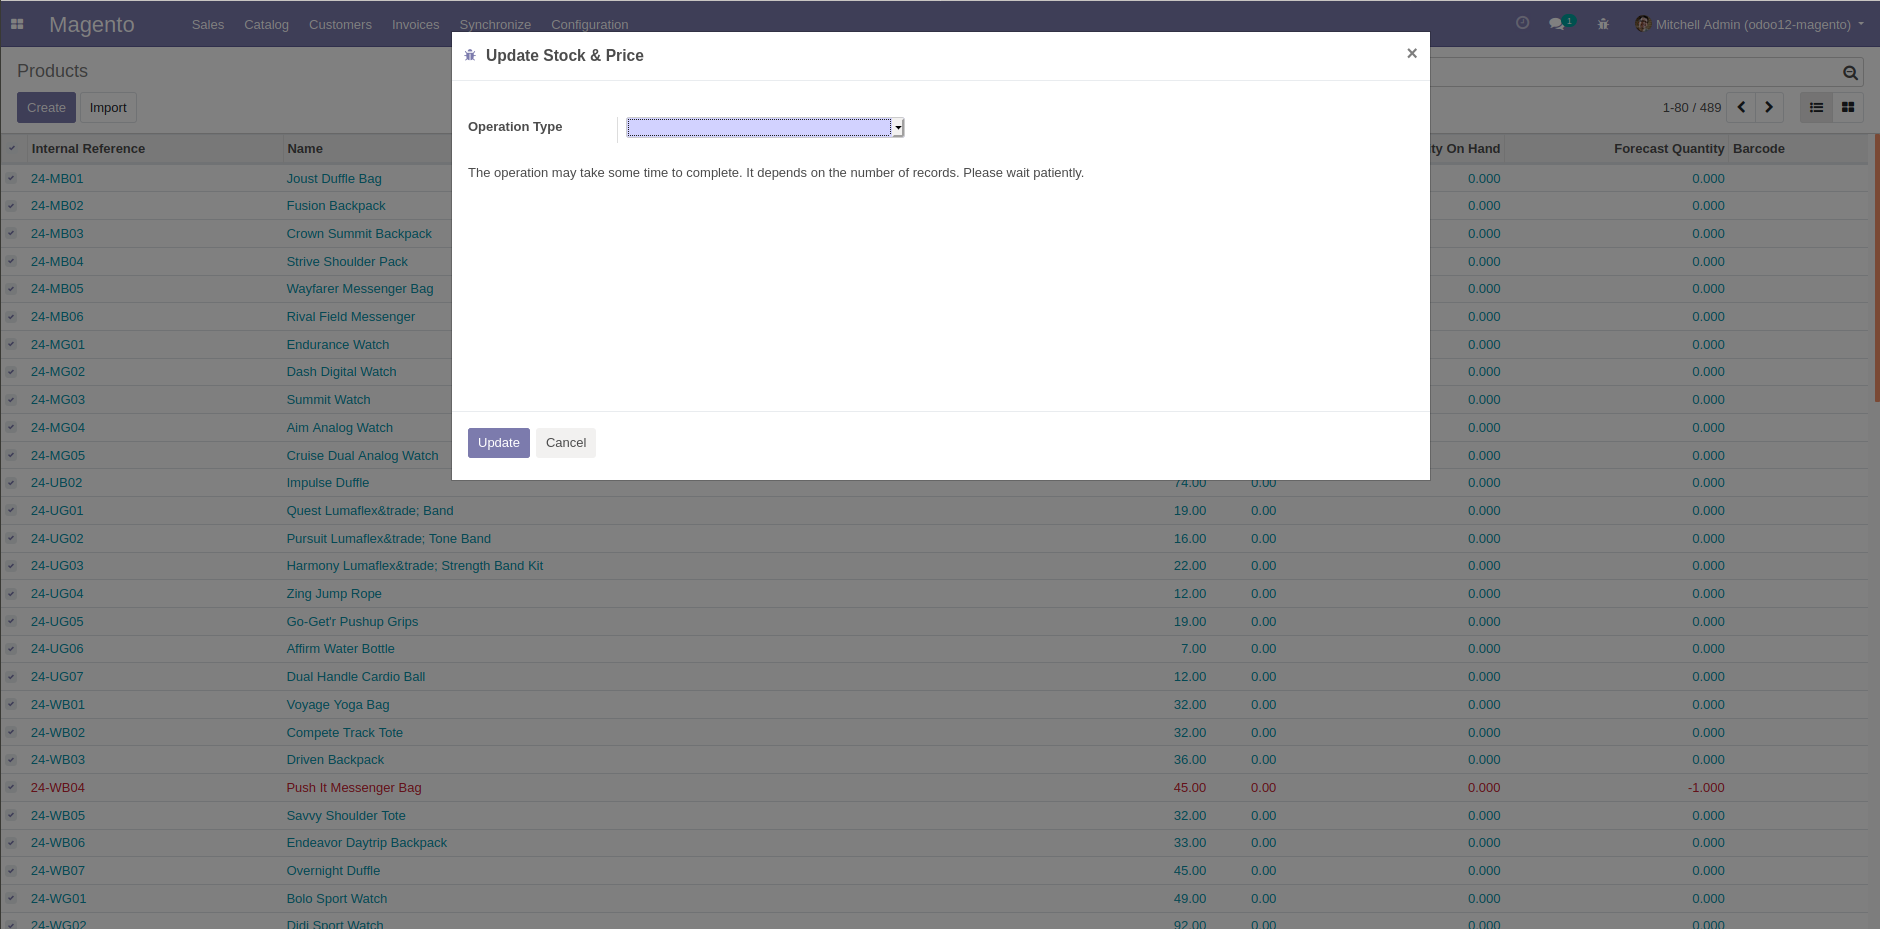 Magento Sales Catalog Customers Invoices Synchronize Configuration 1 Mitchell Admin (odoo12-magento)
Update Stock & Price ×
Products
Create Import 1-80 / 489
Operation Type
The operation may take some time to complete. It depends on the number of records. Please wait patiently.
Update Cancel
Internal Reference Name ty On Hand Forecast Quantity Barcode
24-MB01 Joust Duffle Bag 0.000 0.000
24-MB02 Fusion Backpack 0.000 0.000
24-MB03 Crown Summit Backpack 0.000 0.000
24-MB04 Strive Shoulder Pack 0.000 0.000
24-MB05 Wayfarer Messenger Bag 0.000 0.000
24-MB06 Rival Field Messenger 0.000 0.000
24-MG01 Endurance Watch 0.000 0.000
24-MG02 Dash Digital Watch 0.000 0.000
24-MG03 Summit Watch 0.000 0.000
24-MG04 Aim Analog Watch 0.000 0.000
24-MG05 Cruise Dual Analog Watch 0.000 0.000
24-UB02 Impulse Duffle 74.00 0.00 0.000 0.000
24-UG01 Quest Lumaflex&trade; Band 19.00 0.00 0.000 0.000
24-UG02 Pursuit Lumaflex&trade; Tone Band 16.00 0.00 0.000 0.000
24-UG03 Harmony Lumaflex&trade; Strength Band Kit 22.00 0.00 0.000 0.000
24-UG04 Zing Jump Rope 12.00 0.00 0.000 0.000
24-UG05 Go-Get'r Pushup Grips 19.00 0.00 0.000 0.000
24-UG06 Affirm Water Bottle 7.00 0.00 0.000 0.000
24-UG07 Dual Handle Cardio Ball 12.00 0.00 0.000 0.000
24-WB01 Voyage Yoga Bag 32.00 0.00 0.000 0.000
24-WB02 Compete Track Tote 32.00 0.00 0.000 0.000
24-WB03 Driven Backpack 36.00 0.00 0.000 0.000
24-WB04 Push It Messenger Bag 45.00 0.00 0.000 -1.000
24-WB05 Savvy Shoulder Tote 32.00 0.00 0.000 0.000
24-WB06 Endeavor Daytrip Backpack 33.00 0.00 0.000 0.000
24-WB07 Overnight Duffle 45.00 0.00 0.000 0.000
24-WG01 Bolo Sport Watch 49.00 0.00 0.000 0.000
24-WG02 Didi Sport Watch 92.00 0.00 0.000 0.000